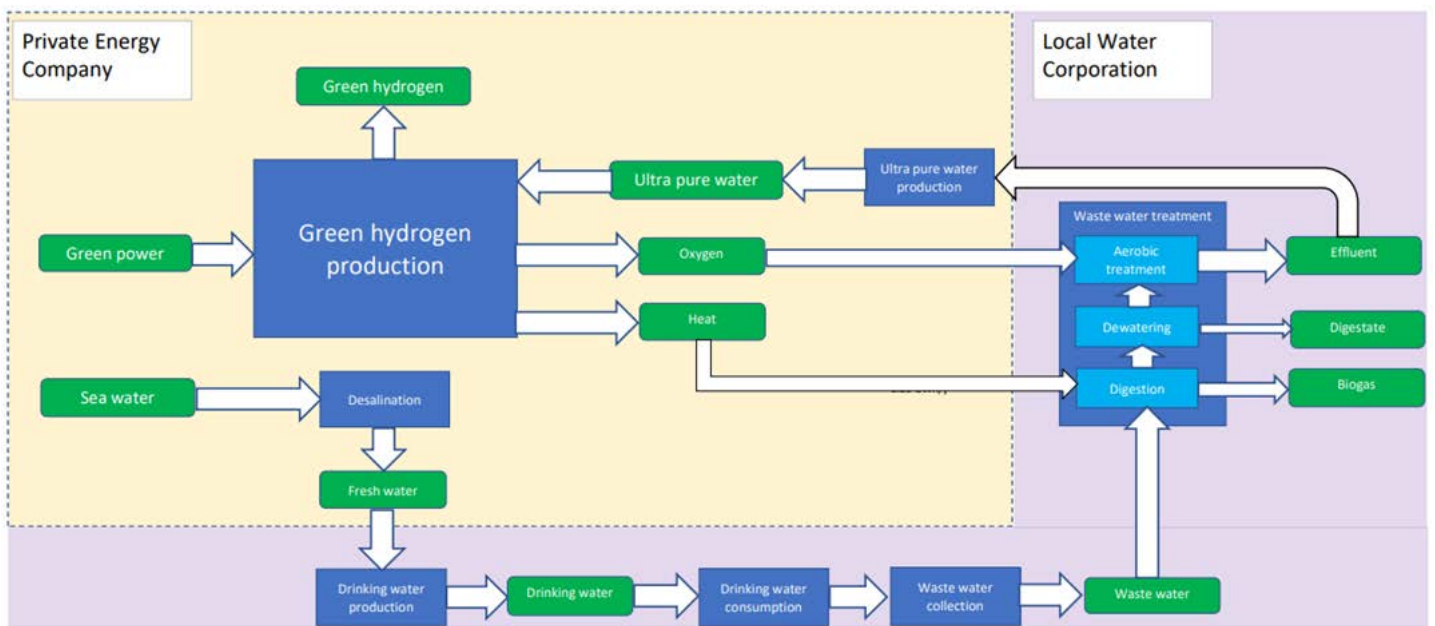 Private Energy
Company
Local Water
Corporation
Green hydrogen
Ultra pure water
Ultra pure water
production
Waste water treatment
Green hydrogen
production
Green power
Oxygen
Aerobic
treatment
Effluent
Heat
Dewatering
Digestate
Sea water
Desalination
Digestion
Biogas
Fresh water
Drinking water
production
Drinking water
Drinking water
consumption
Waste water
collection
Waste water